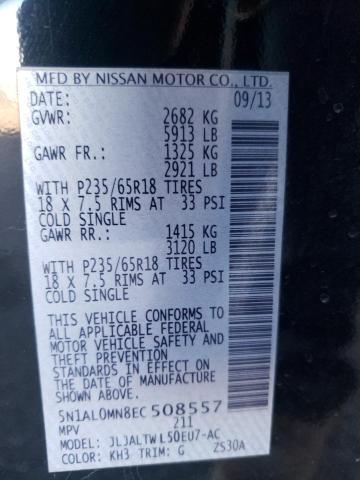 MFD BY NISSAN MOTOR CO., LTD.
DATE: 09/13
GVWR: 2682 KG
5913 LB
GAWR FR.: 1325 KG
2921 LB
WITH P235/65R18 TIRES
18 X 7.5 RIMS AT 33 PSI
COLD SINGLE
GAWR RR.: 1415 KG
3120 LB
WITH P235/65R18 TIRES
18 X 7.5 RIMS AT 33 PSI
COLD SINGLE
THIS VEHICLE CONFORMS TO
ALL APPLICABLE FEDERAL
MOTOR VEHICLE SAFETY AND
THEFT PREVENTION
STANDARDS IN EFFECT ON
THE DATE OF MANUFACTURE
SHOWN ABOVE.
5N1AL0MN8EC508557
MPV 211
MODEL: JLJALTWL50EU7-AC
COLOR: KH3 TRIM: G ZS30A